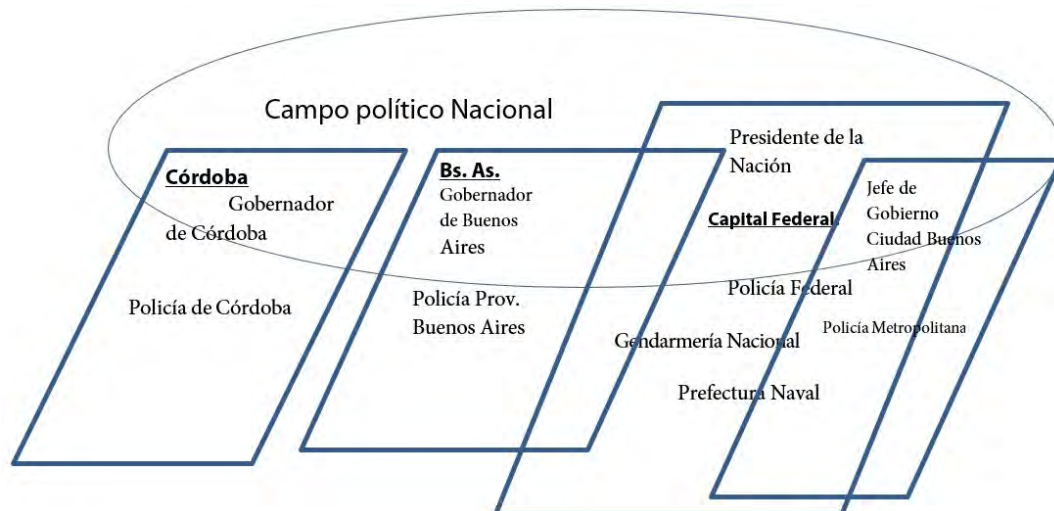 Campo político Nacional
Córdoba
Gobernador
de Córdoba
Policía de Córdoba
Bs. As.
Gobernador
de Buenos
Aires
Policía Prov.
Buenos Aires
Presidente de la
Nación
Capital Federal.
Policía Federal
Gendarmería Nacional
Prefectura Naval
Jefe de
Gobierno
Ciudad Buenos
Aires
Policía Metropolitana